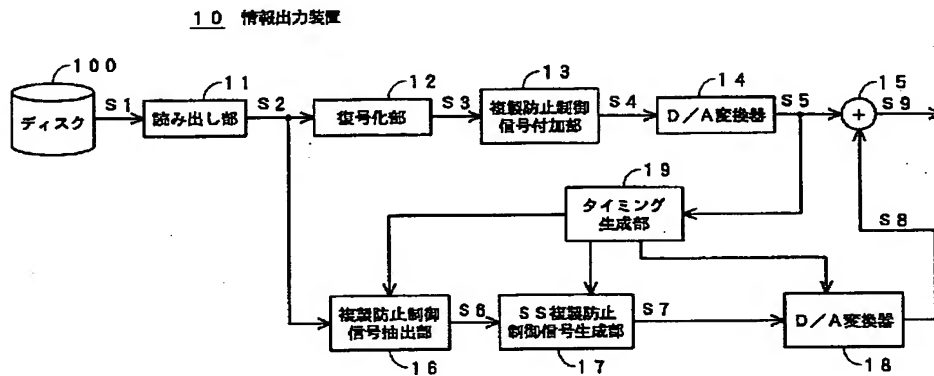 10 情報出力装置
100
ディスク
S1
11
読み出し部
S2
12
復号化部
S3
13
複製防止制御
信号付加部
S4
14
D/A変換器
S5
15
+
S9
19
タイミング
生成部
S8
複製防止制御
信号抽出部
16
S6
SS複製防止
制御信号生成部
17
S7
D/A変換器
18